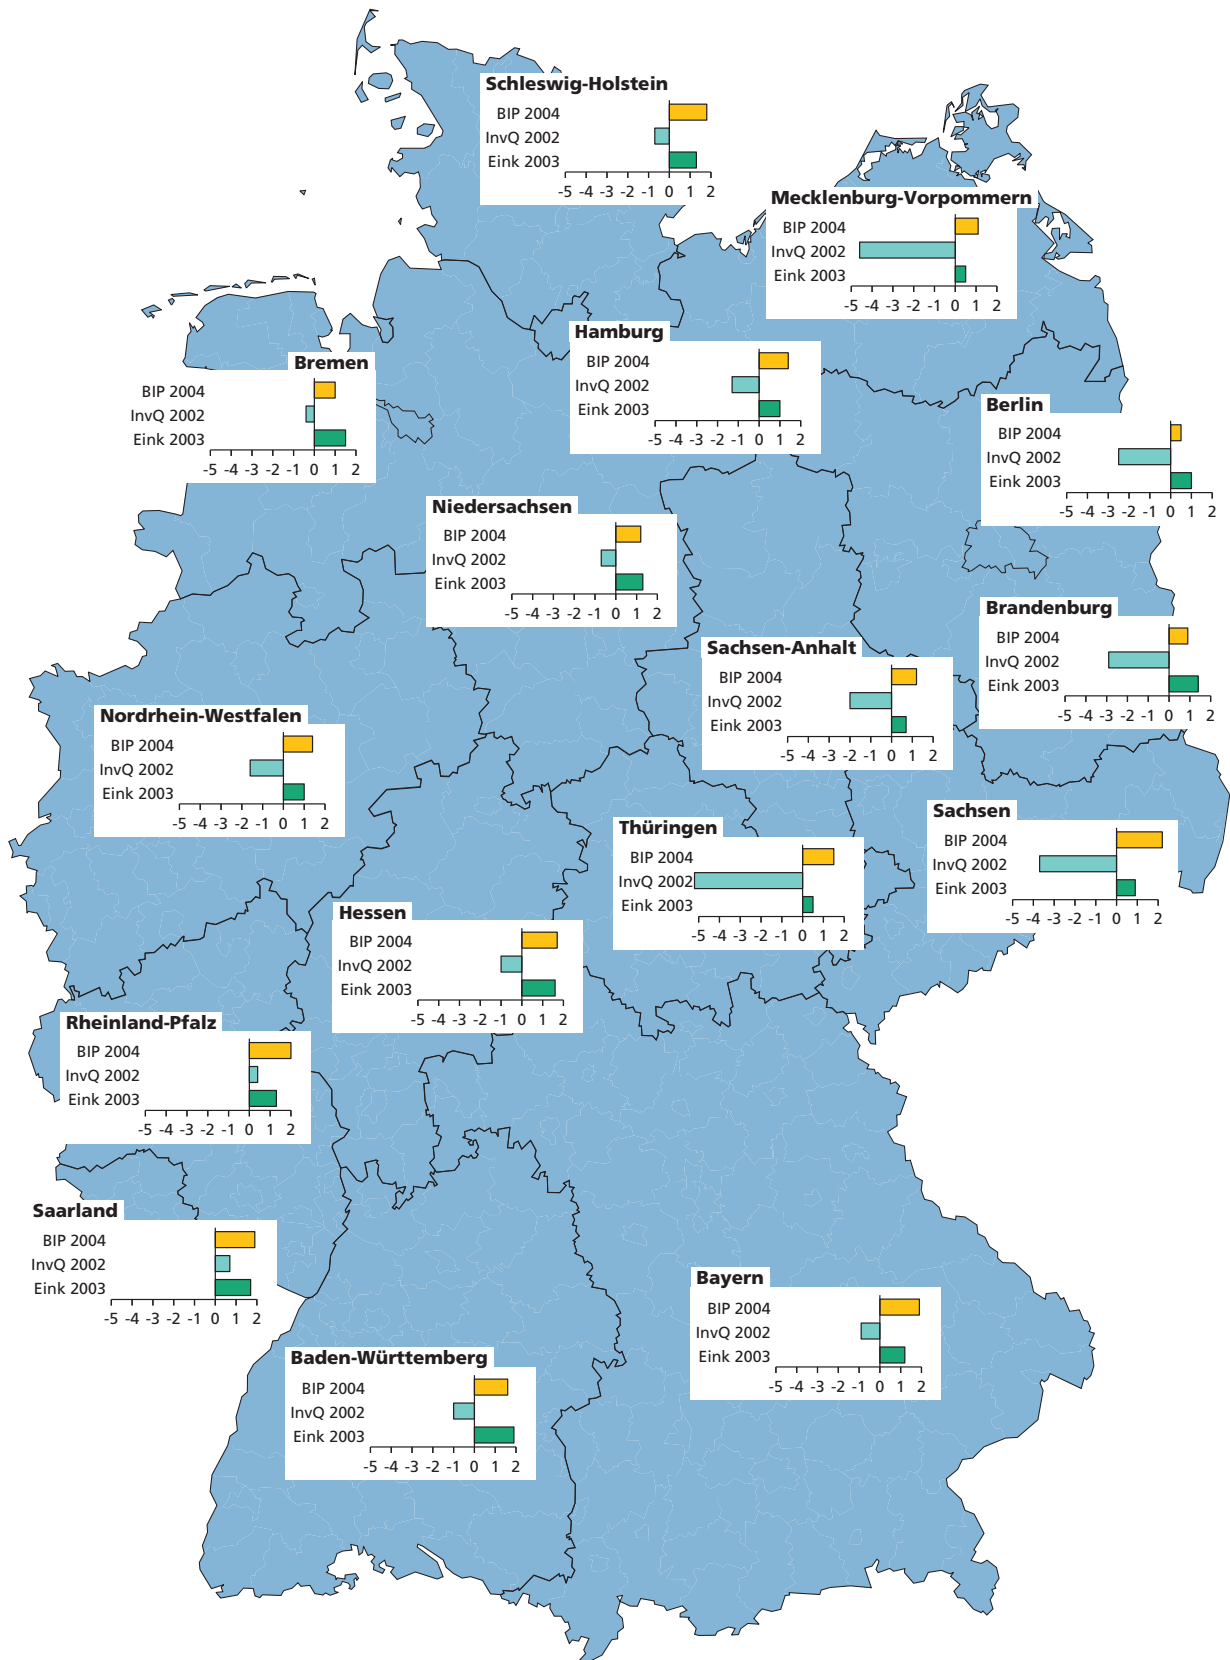 Schleswig-Holstein
BIP 2004
InvQ 2002
Eink 2003
-5 -4 -3 -2 -1 0 1 2
Mecklenburg-Vorpommern
BIP 2004
InvQ 2002
Eink 2003
-5 -4 -3 -2 -1 0 1 2
Hamburg
BIP 2004
InvQ 2002
Eink 2003
-5 -4 -3 -2 -1 0 1 2
Bremen
BIP 2004
InvQ 2002
Eink 2003
-5 -4 -3 -2 -1 0 1 2
Berlin
BIP 2004
InvQ 2002
Eink 2003
-5 -4 -3 -2 -1 0 1 2
Niedersachsen
BIP 2004
InvQ 2002
Eink 2003
-5 -4 -3 -2 -1 0 1 2
Brandenburg
BIP 2004
InvQ 2002
Eink 2003
-5 -4 -3 -2 -1 0 1 2
Sachsen-Anhalt
BIP 2004
InvQ 2002
Eink 2003
-5 -4 -3 -2 -1 0 1 2
Nordrhein-Westfalen
BIP 2004
InvQ 2002
Eink 2003
-5 -4 -3 -2 -1 0 1 2
Sachsen
BIP 2004
InvQ 2002
Eink 2003
-5 -4 -3 -2 -1 0 1 2
Thüringen
BIP 2004
InvQ 2002
Eink 2003
-5 -4 -3 -2 -1 0 1 2
Hessen
BIP 2004
InvQ 2002
Eink 2003
-5 -4 -3 -2 -1 0 1 2
Rheinland-Pfalz
BIP 2004
InvQ 2002
Eink 2003
-5 -4 -3 -2 -1 0 1 2
Saarland
BIP 2004
InvQ 2002
Eink 2003
-5 -4 -3 -2 -1 0 1 2
Bayern
BIP 2004
InvQ 2002
Eink 2003
-5 -4 -3 -2 -1 0 1 2
Baden-Württemberg
BIP 2004
InvQ 2002
Eink 2003
-5 -4 -3 -2 -1 0 1 2